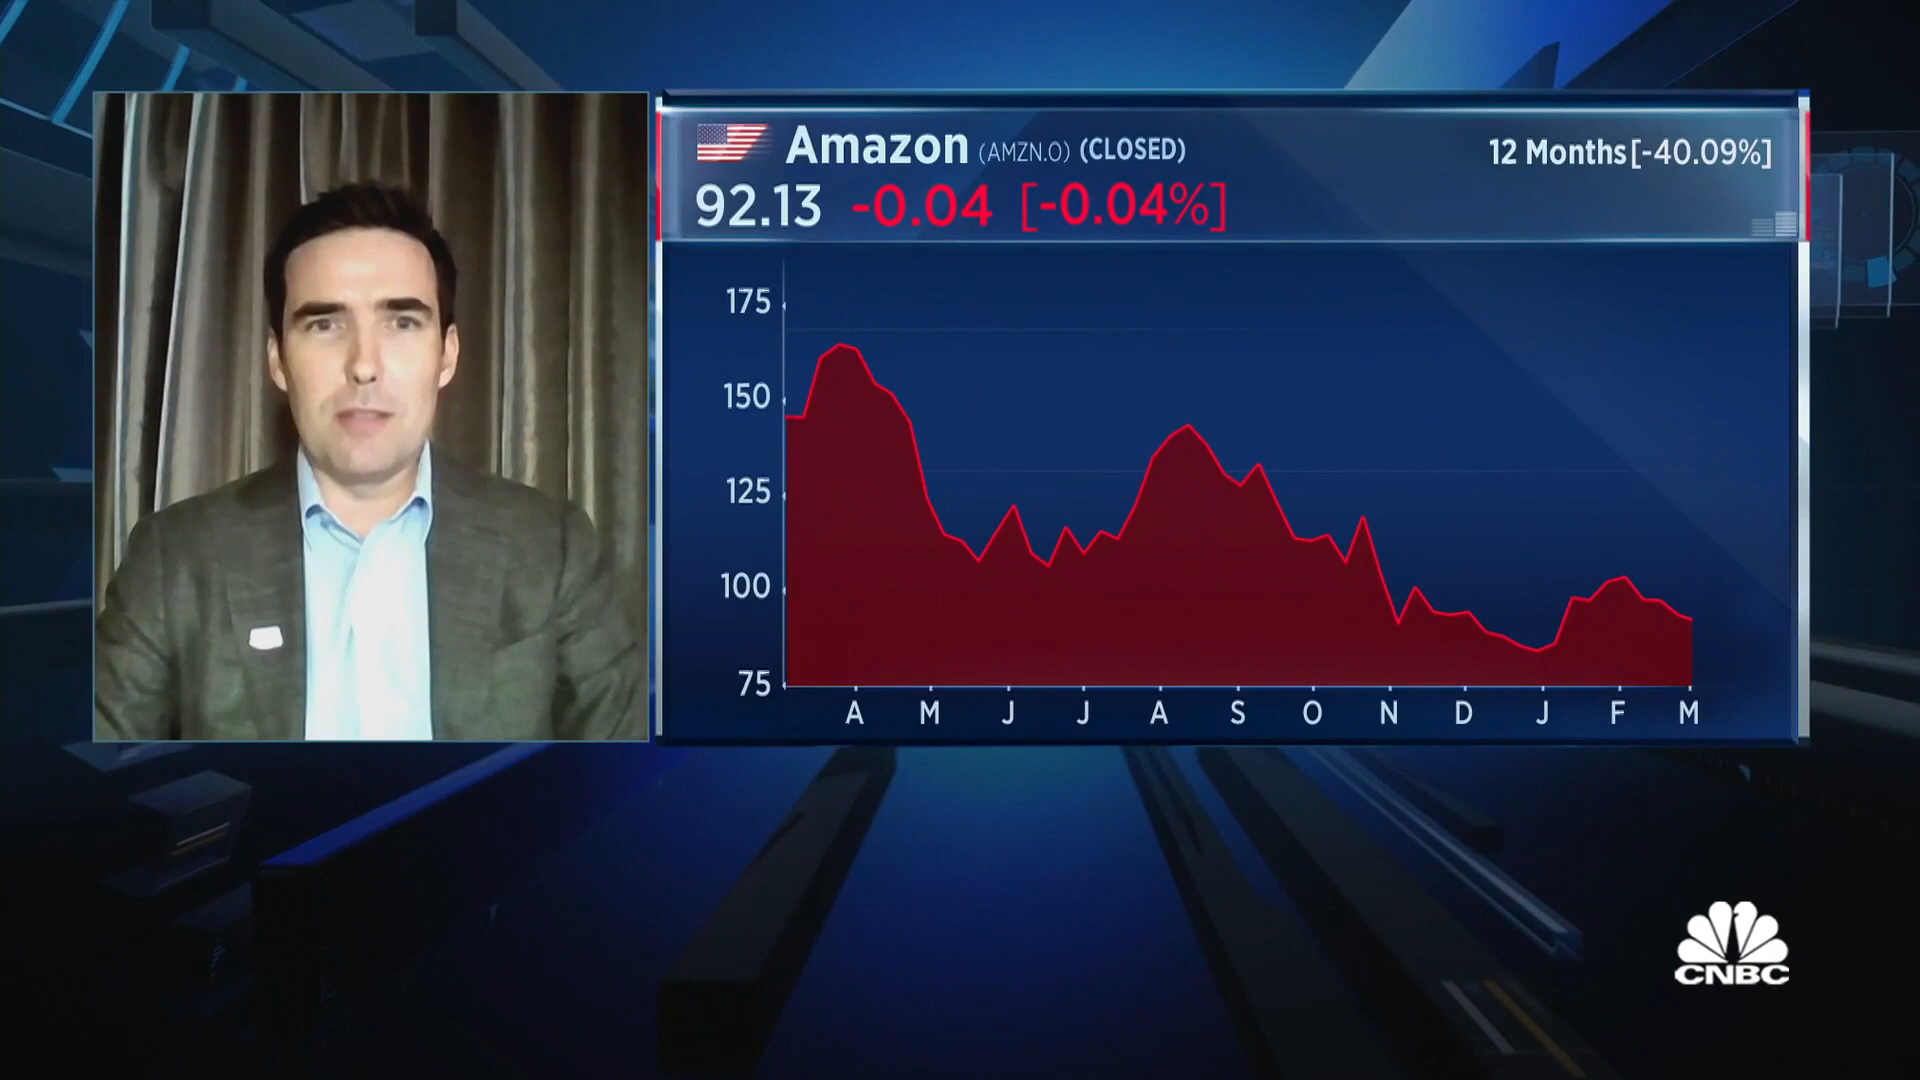 Amazon (AMZN.O) (CLOSED) 12 Months [-40.09%]
92.13 -0.04 [-0.04%]
175
150
125
100
75
A M J J A S O N D J F M
CNBC